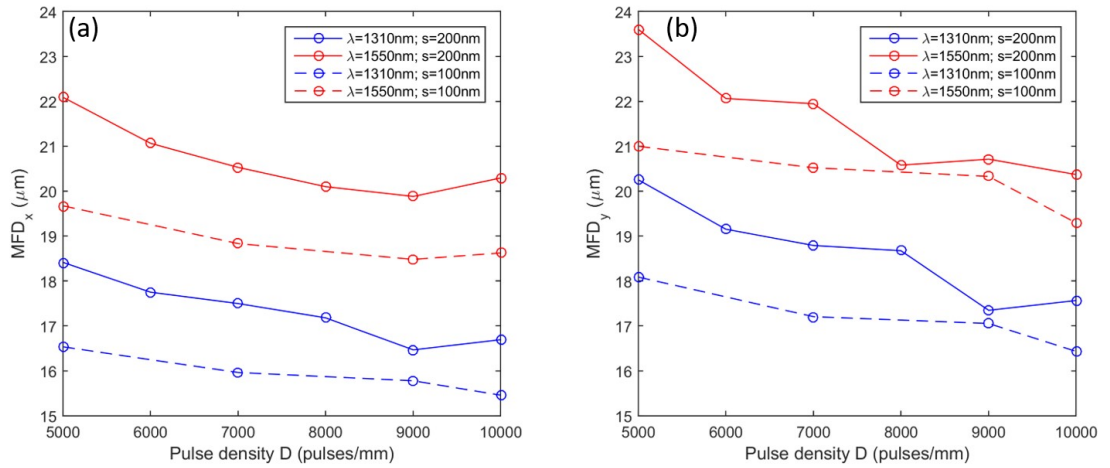 (a)
λ=1310nm; s=200nm
λ=1550nm; s=200nm
λ=1310nm; s=100nm
λ=1550nm; s=100nm
24
23
22
21
20
19
18
17
16
15
MFDx (μm)
5000 6000 7000 8000 9000 10000
Pulse density D (pulses/mm)
(b)
λ=1310nm; s=200nm
λ=1550nm; s=200nm
λ=1310nm; s=100nm
λ=1550nm; s=100nm
24
23
22
21
20
19
18
17
16
15
MFDy (μm)
5000 6000 7000 8000 9000 10000
Pulse density D (pulses/mm)